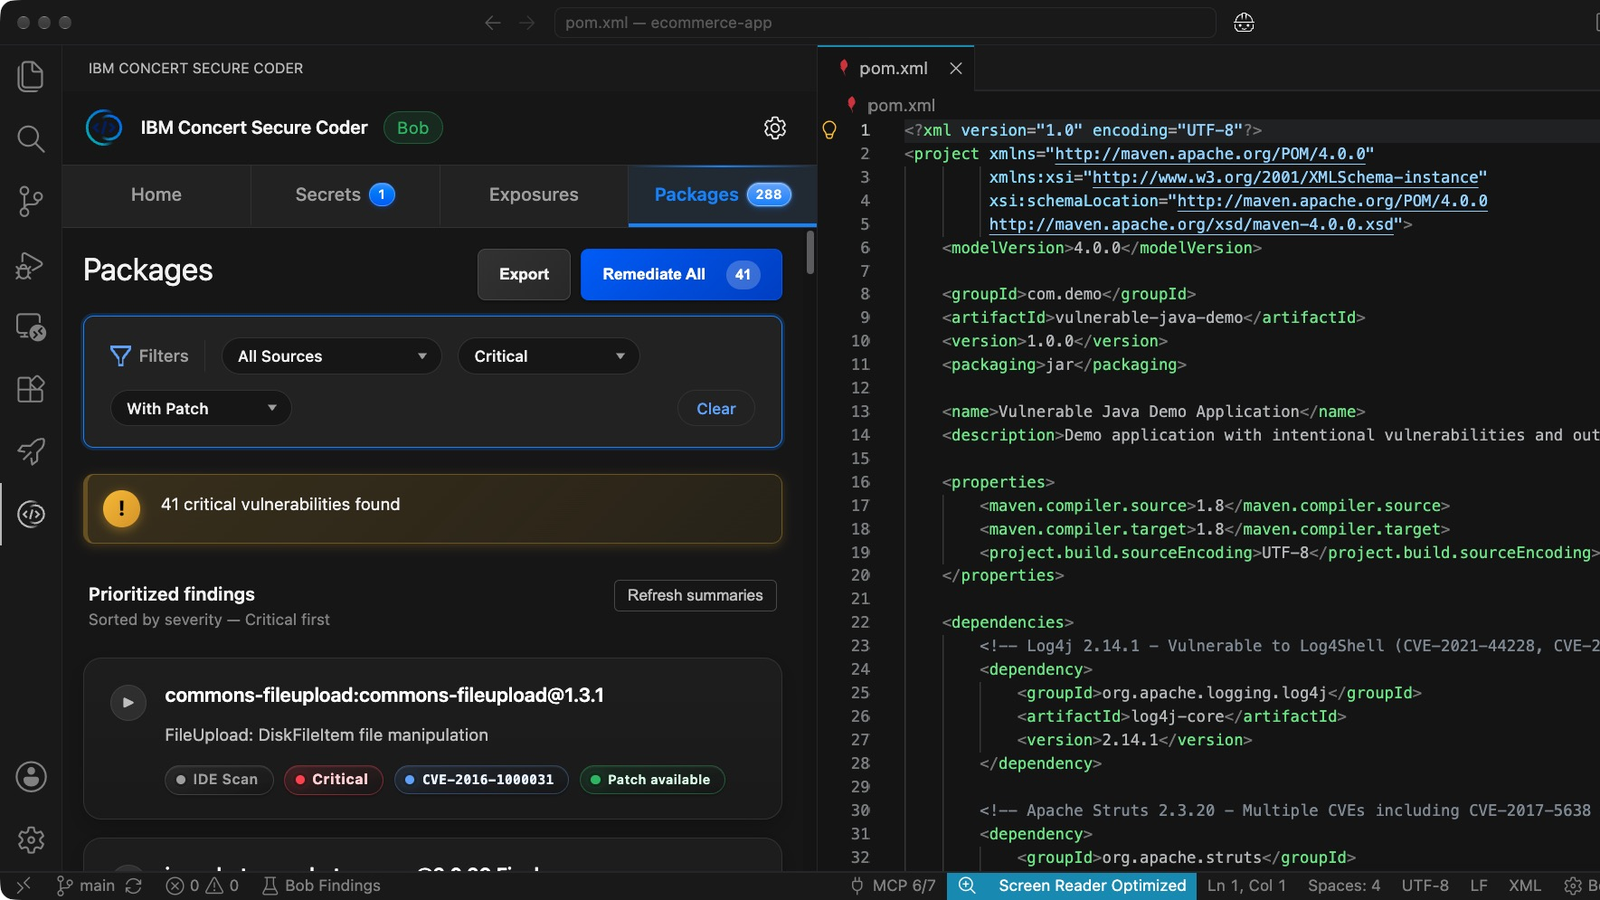 pom.xml — ecommerce-app
IBM CONCERT SECURE CODER
IBM Concert Secure Coder Bob
Home Secrets 1 Exposures Packages 288
Packages Export Remediate All 41
Filters All Sources Critical
With Patch Clear
! 41 critical vulnerabilities found
Prioritized findings Refresh summaries
Sorted by severity — Critical first
commons-fileupload:commons-fileupload@1.3.1
FileUpload: DiskFileItem file manipulation
IDE Scan Critical CVE-2016-1000031 Patch available
pom.xml
pom.xml
1 <?xml version="1.0" encoding="UTF-8"?>
2 <project xmlns="http://maven.apache.org/POM/4.0.0"
3 xmlns:xsi="http://www.w3.org/2001/XMLSchema-instance"
4 xsi:schemaLocation="http://maven.apache.org/POM/4.0.0
5 http://maven.apache.org/xsd/maven-4.0.0.xsd">
6 <modelVersion>4.0.0</modelVersion>
7
8 <groupId>com.demo</groupId>
9 <artifactId>vulnerable-java-demo</artifactId>
10 <version>1.0.0</version>
11 <packaging>jar</packaging>
12
13 <name>Vulnerable Java Demo Application</name>
14 <description>Demo application with intentional vulnerabilities and out
15
16 <properties>
17 <maven.compiler.source>1.8</maven.compiler.source>
18 <maven.compiler.target>1.8</maven.compiler.target>
19 <project.build.sourceEncoding>UTF-8</project.build.sourceEncoding>
20 </properties>
21
22 <dependencies>
23 <!-- Log4j 2.14.1 - Vulnerable to Log4Shell (CVE-2021-44228, CVE-2
24 <dependency>
25 <groupId>org.apache.logging.log4j</groupId>
26 <artifactId>log4j-core</artifactId>
27 <version>2.14.1</version>
28 </dependency>
29
30 <!-- Apache Struts 2.3.20 - Multiple CVEs including CVE-2017-5638
31 <dependency>
32 <groupId>org.apache.struts</groupId>
main 0 0 Bob Findings MCP 6/7 Screen Reader Optimized Ln 1, Col 1 Spaces: 4 UTF-8 LF XML